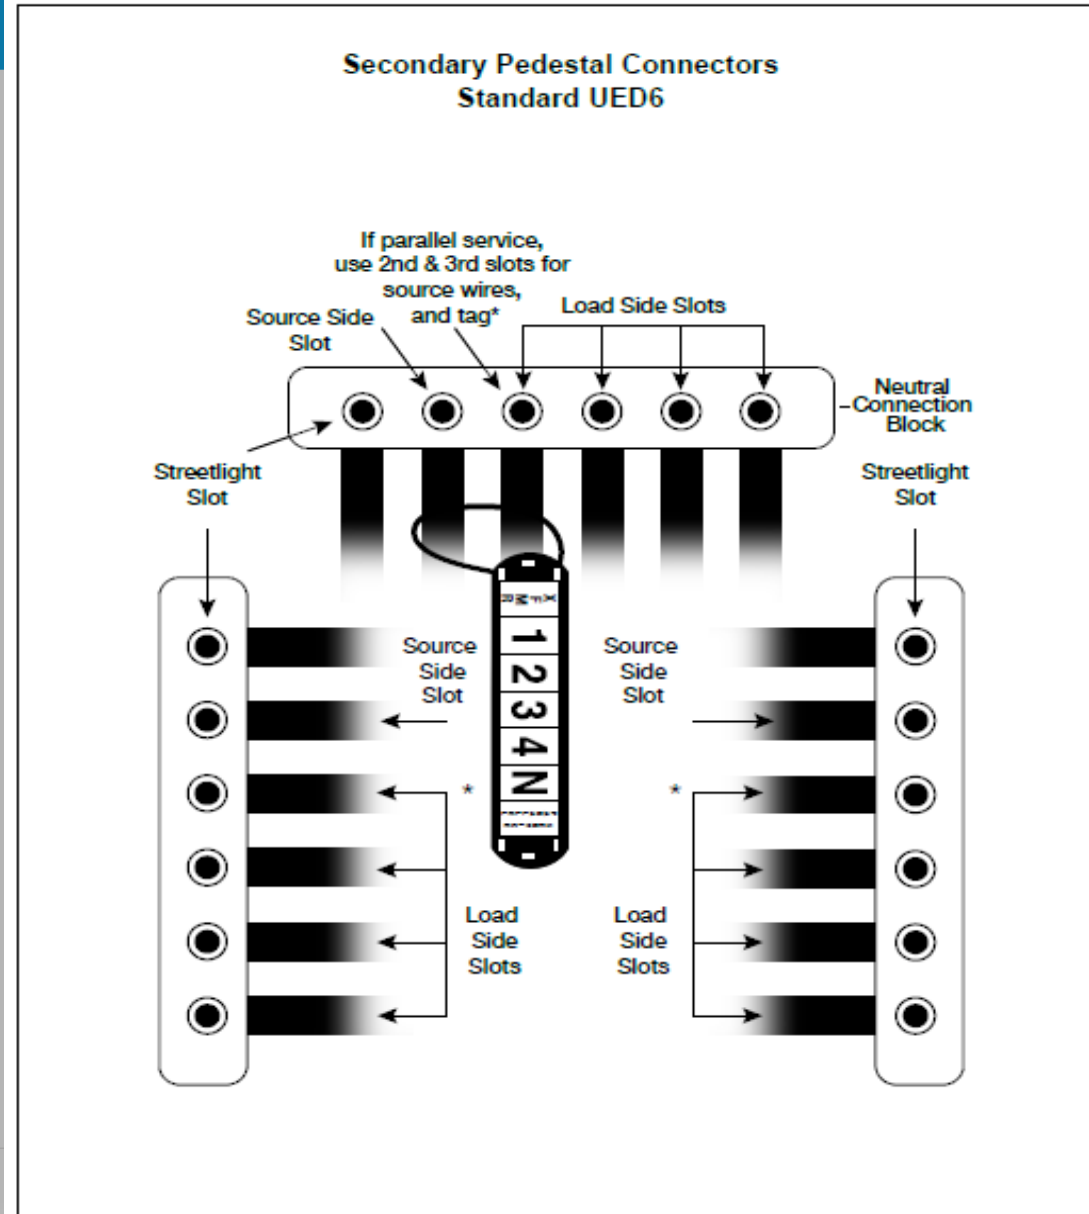 Secondary Pedestal Connectors
Standard UED6
If parallel service,
use 2nd & 3rd slots for
source wires,
and tag*
Source Side
Slot
Load Side Slots
Neutral
Connection
Block
Streetlight
Slot
Streetlight
Slot
1
2
3
4
N
Source
Side
Slot
Source
Side
Slot
*
*
Load
Side
Slots
Load
Side
Slots